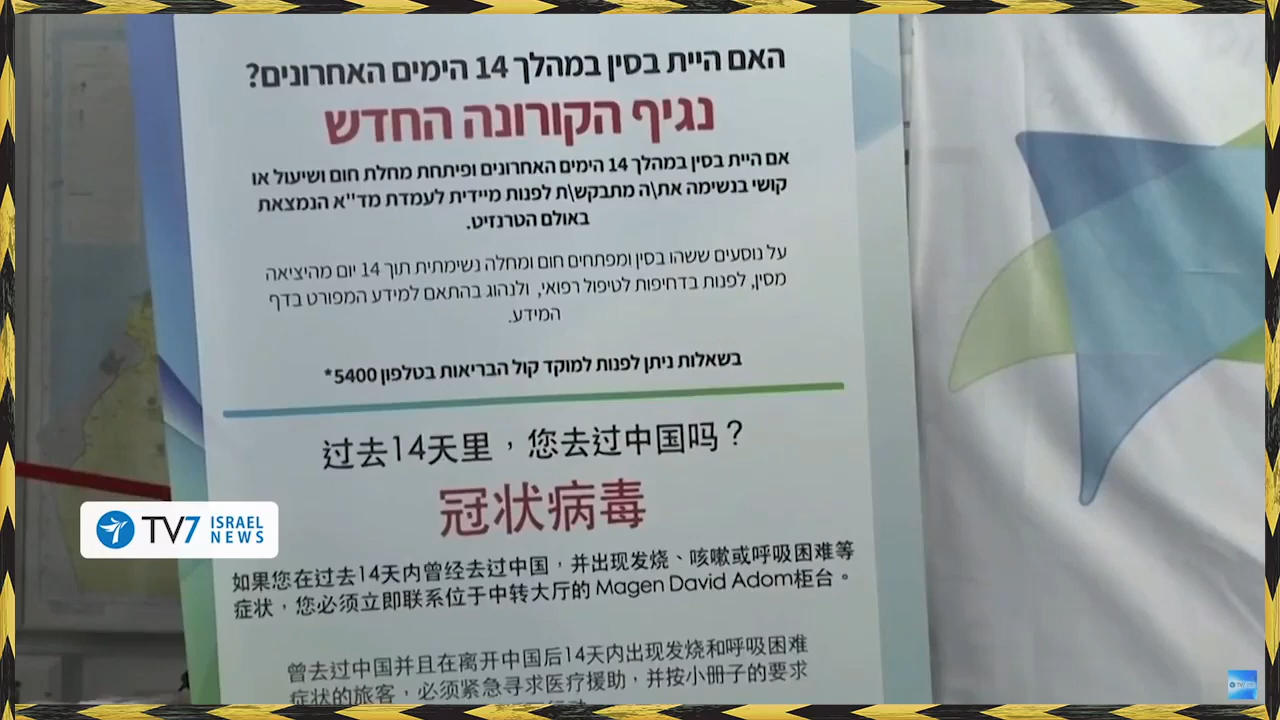 האם היית בסין במהלך 14 הימים האחרונים?
נגיף הקורונה החדש
אם היית בסין במהלך 14 הימים האחרונים ופיתחת מחלת חום ושיעול או
קושי בנשימה את\ה מתבקש\ת לפנות מיידית לעמדת מד''א הנמצאת
באולם הטרנזיט.
על נוסעים ששהו בסין ומפתחים חום ומחלה נשימתית תוך 14 יום מהיציאה
מסין, לפנות בדחיפות לטיפול רפואי, ולנהוג בהתאם למידע המפורט בדף
המידע.
בשאלות ניתן לפנות למוקד קול הבריאות בטלפון 5400*
过去14天里，您去过中国吗？
冠状病毒
如果您在过去14天内曾经去过中国，并出现发烧、咳嗽或呼吸困难等
症状，您必须立即联系位于中转大厅的 Magen David Adom柜台。
曾去过中国并且在离开中国后14天内出现发烧和呼吸困难
症状的旅客，必须紧急寻求医疗援助，并按小册子的要求
TV7 ISRAEL NEWS
TV7